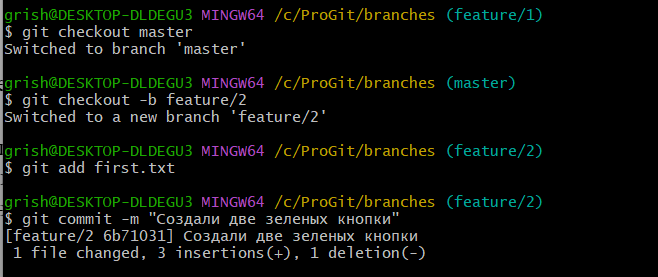 grish@DESKTOP-DLDEGU3 MINGW64 /c/ProGit/branches (feature/1)
$ git checkout master
Switched to branch 'master'
grish@DESKTOP-DLDEGU3 MINGW64 /c/ProGit/branches (master)
$ git checkout -b feature/2
Switched to a new branch 'feature/2'
grish@DESKTOP-DLDEGU3 MINGW64 /c/ProGit/branches (feature/2)
$ git add first.txt
grish@DESKTOP-DLDEGU3 MINGW64 /c/ProGit/branches (feature/2)
$ git commit -m "Создали две зеленых кнопки"
[feature/2 6b71031] Создали две зеленых кнопки
 1 file changed, 3 insertions(+), 1 deletion(-)